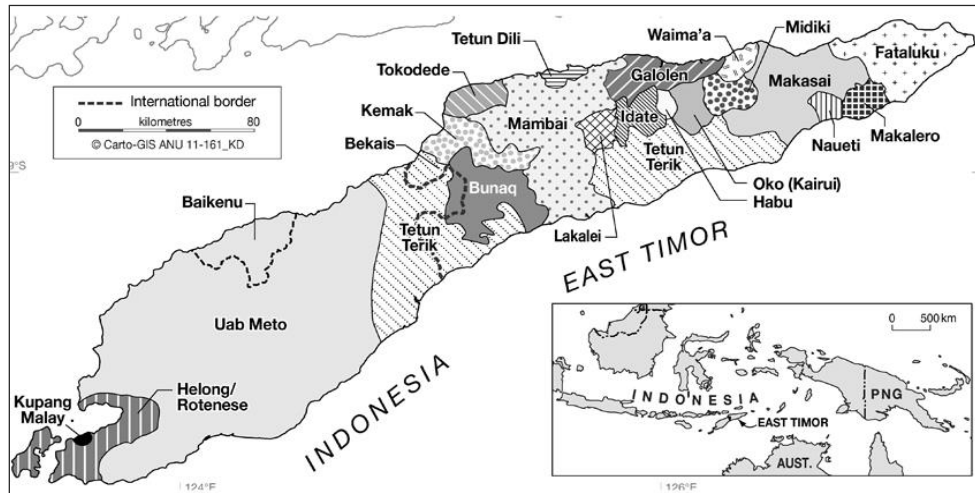 Midiki
Waima'a
Tetun Dili
Fataluku
Galolen
Tokodede
Makasai
International border
0 kilometres 80
© Carto-GIS ANU 11-161_KD
Kemak
Mambai
Idate
Bekais
Naueti
Makalero
Tetun
Terik
Bunaq
Oko (Kairui)
Habu
Baikenu
Lakalei
Tetun
Terik
EAST TIMOR
Uab Meto
INDONESIA
Helong/
Rotenese
Kupang
Malay
0 500 km
INDONESIA
PNG
EAST TIMOR
AUST.
124°E
126°E